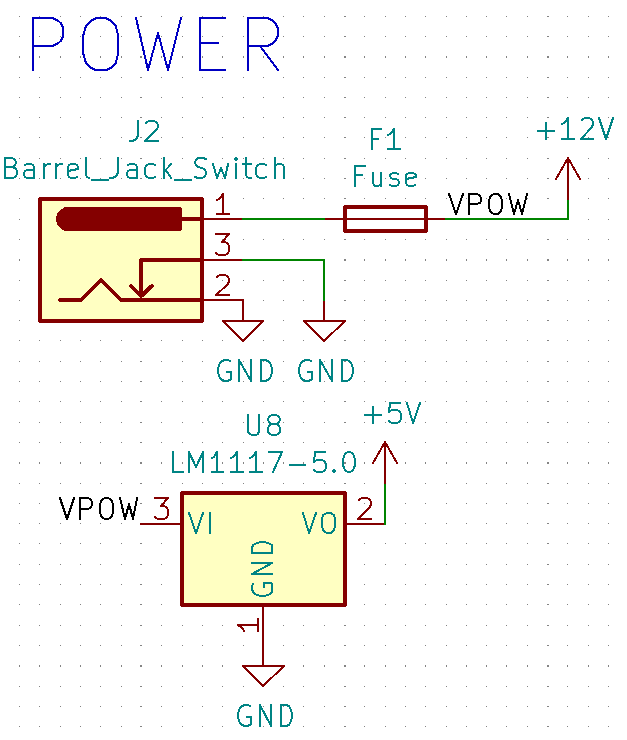 POWER
J2
Barrel_Jack_Switch
F1
Fuse
+12V
1
VPOW
3
2
GND
GND
U8
LM1117-5.0
+5V
VPOW
3
VI
VO
2
GND
1
GND